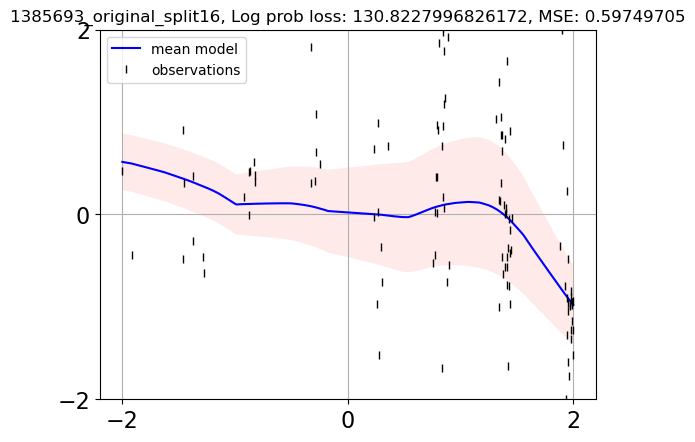 1385693_original_split16, Log prob loss: 130.8227996826172, MSE: 0.59749705
2
mean model
observations
0
−2
−2
0
2